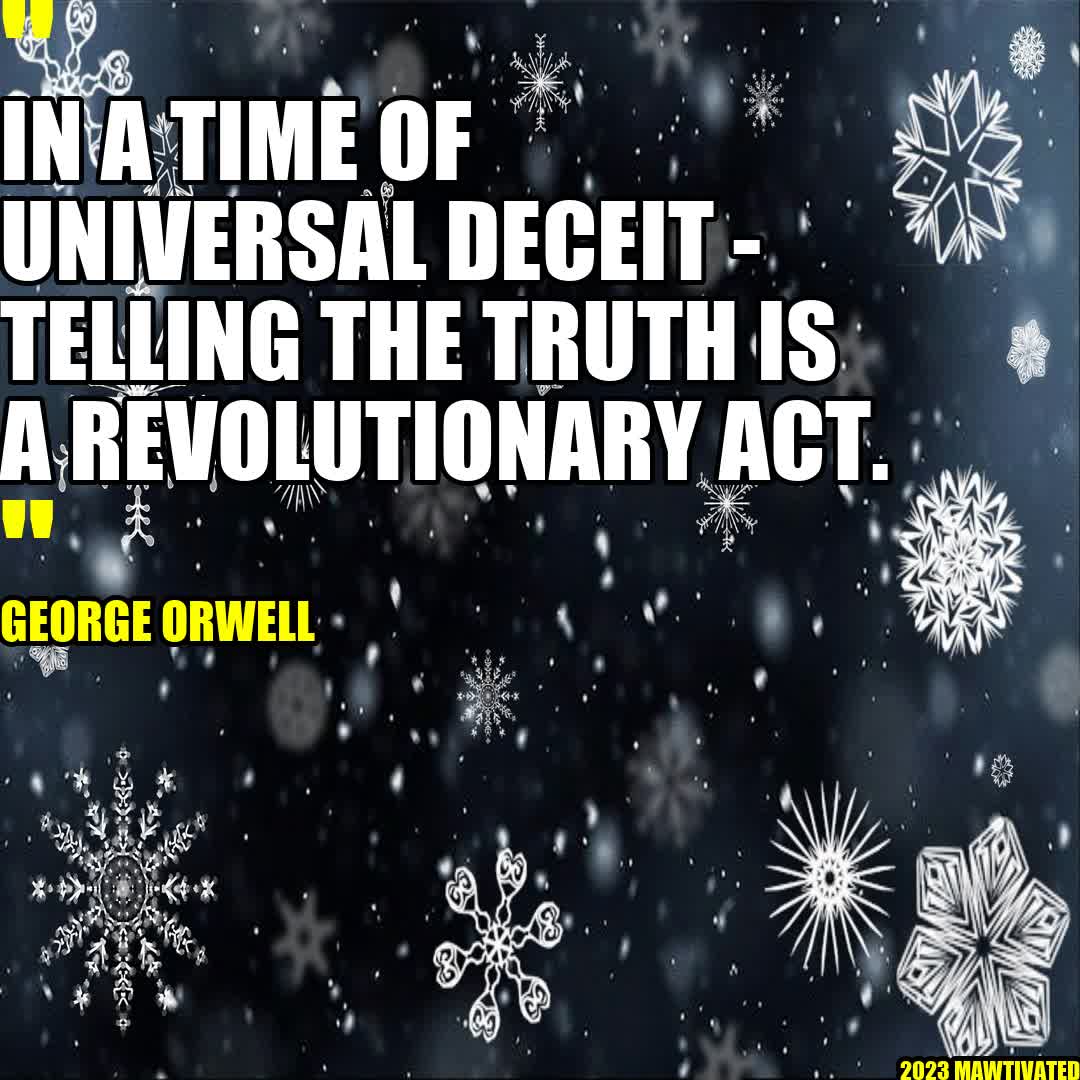 "
IN A TIME OF
UNIVERSAL DECEIT -
TELLING THE TRUTH IS
A REVOLUTIONARY ACT.
"
GEORGE ORWELL
2023 MAWTIVATED